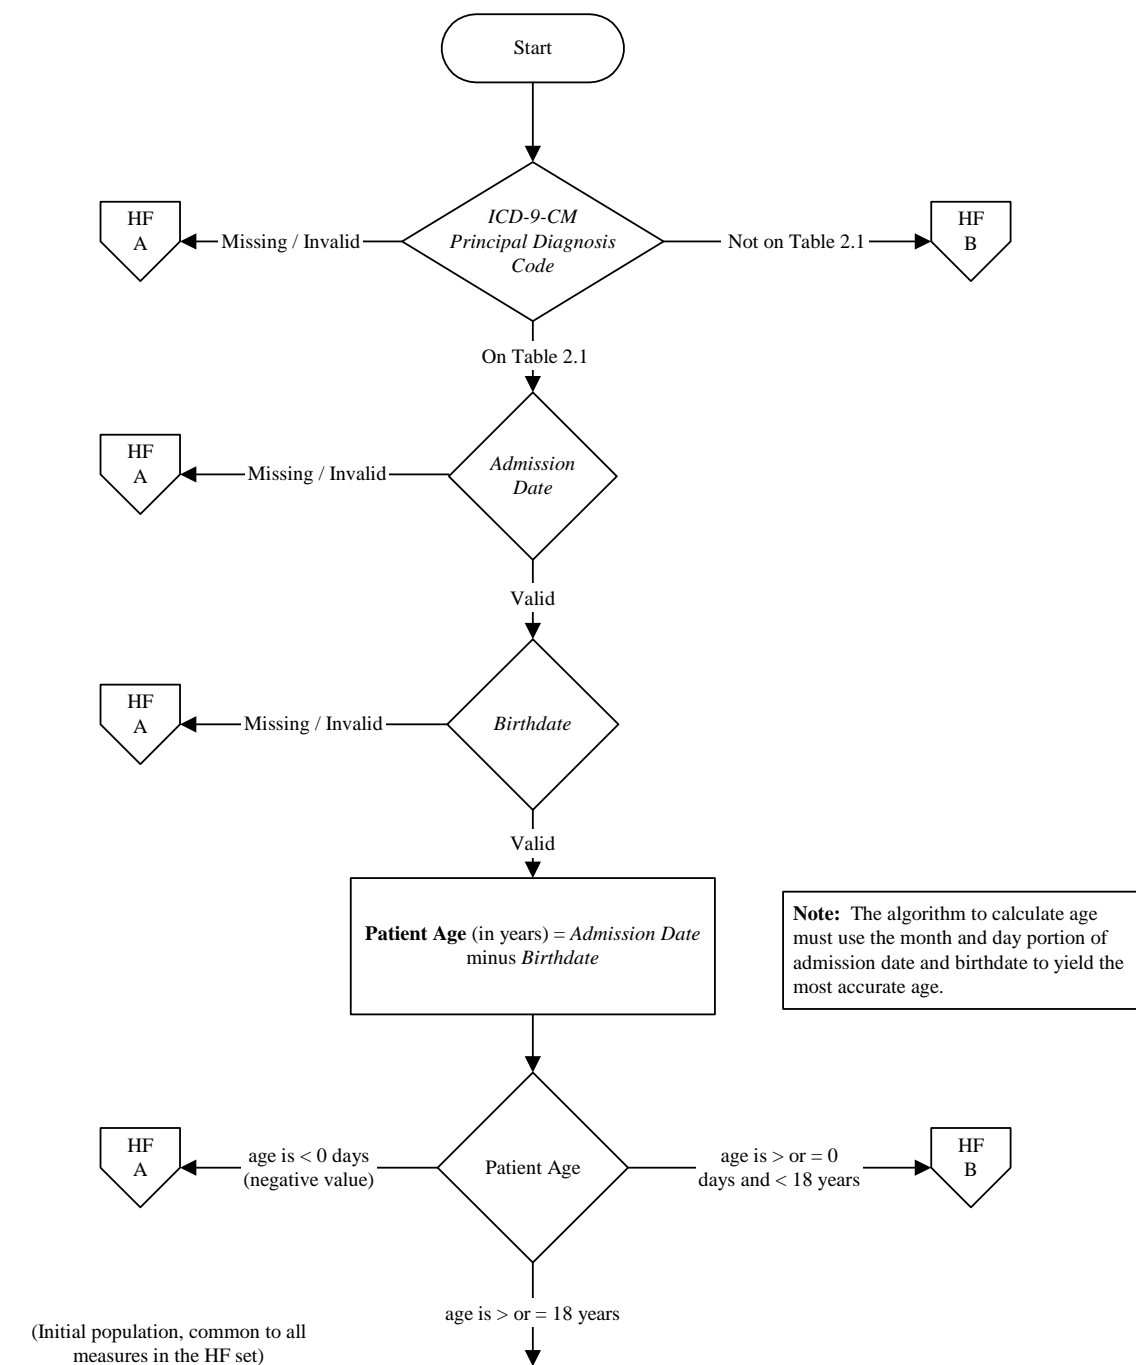 Start
ICD-9-CM
Principal Diagnosis
Code
HF
A
Missing / Invalid
Not on Table 2.1
HF
B
On Table 2.1
HF
A
Missing / Invalid
Admission
Date
Valid
HF
A
Missing / Invalid
Birthdate
Valid
Patient Age (in years) = Admission Date
minus Birthdate
Note: The algorithm to calculate age
must use the month and day portion of
admission date and birthdate to yield the
most accurate age.
HF
A
age is < 0 days
(negative value)
Patient Age
age is > or = 0
days and < 18 years
HF
B
age is > or = 18 years
(Initial population, common to all
measures in the HF set)